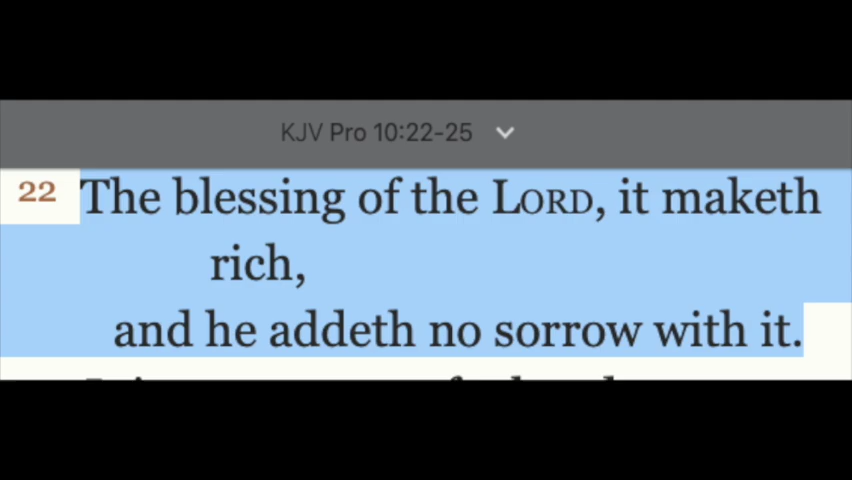 KJV Pro 10:22-25
22 The blessing of the LORD, it maketh
rich,
and he addeth no sorrow with it.